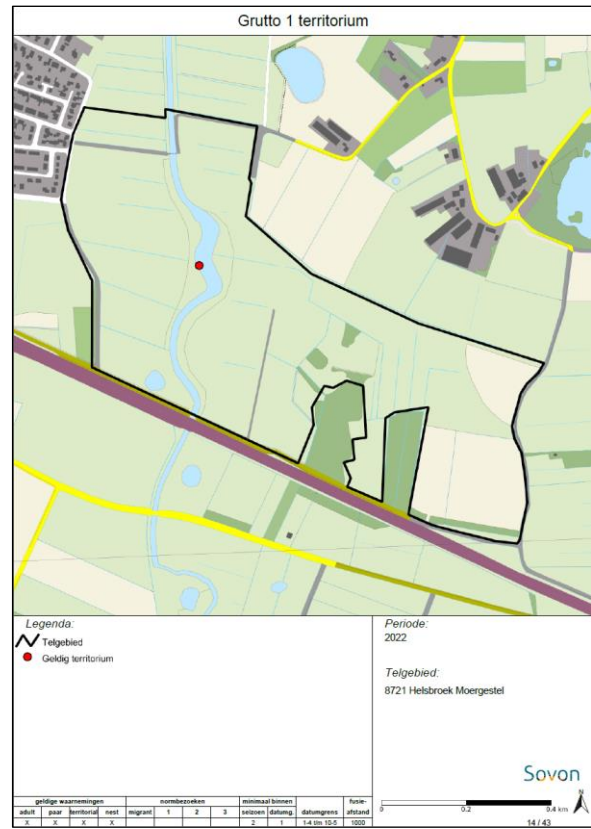 Grutto 1 territorium
Legenda:
Telgebied
Geldig territorium
Periode:
2022
Telgebied:
8721 Helsbroek Moergestel
Sovon
geldige waarnemingen normbezoeken minimaal binnen fusie-
adult paar territorial nest migrant 1 2 3 seizoen datumg. datumgrens afstand
X X X X 2 1 1-4 t/m 10-5 1000
0 0.2 0.4 km N
14 / 43